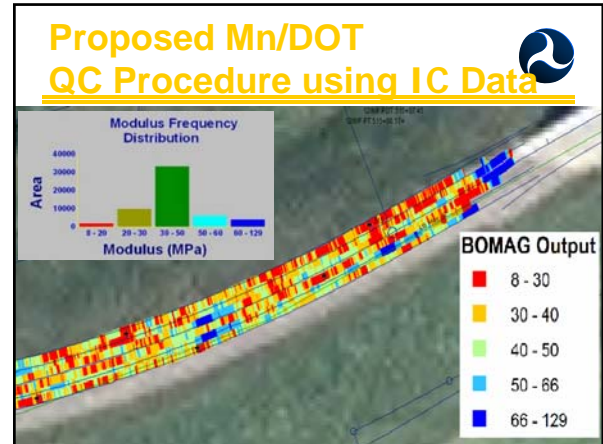 Proposed Mn/DOT
QC Procedure using IC Data
Modulus Frequency
Distribution
Area
40000
30000
20000
10000
0
8 - 20
20 - 30
30 - 50
50 - 60
60 - 129
Modulus (MPa)
BOMAG Output
8 - 30
30 - 40
40 - 50
50 - 66
66 - 129